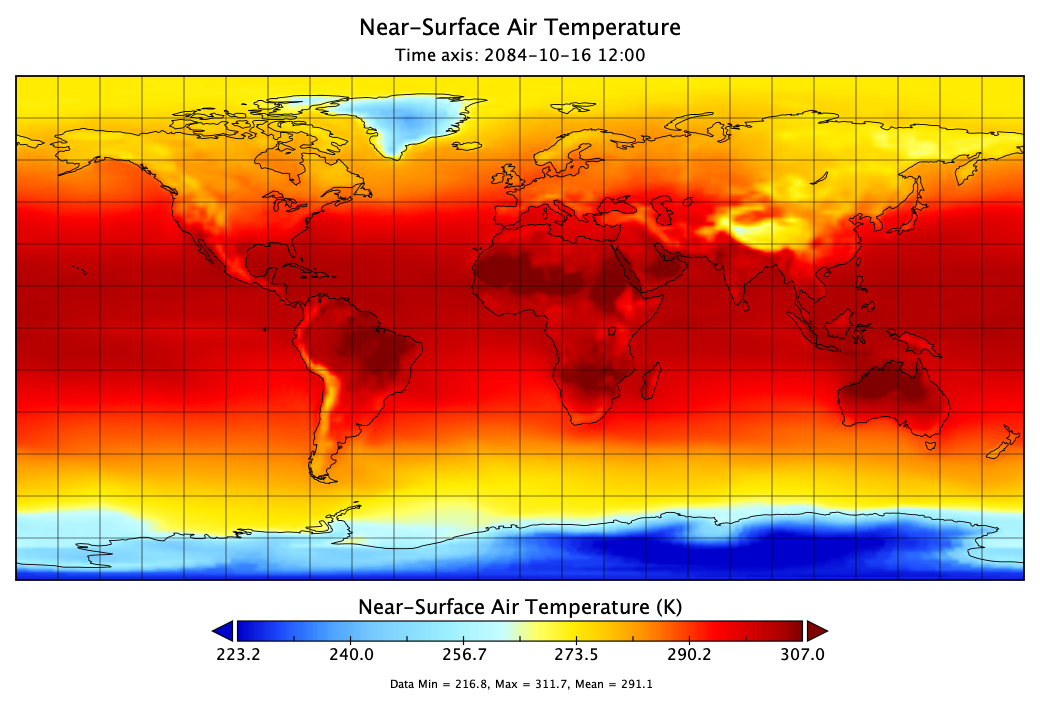 Near-Surface Air Temperature
Time axis: 2084-10-16 12:00
Near-Surface Air Temperature (K)
223.2 240.0 256.7 273.5 290.2 307.0
Data Min = 216.8, Max = 311.7, Mean = 291.1